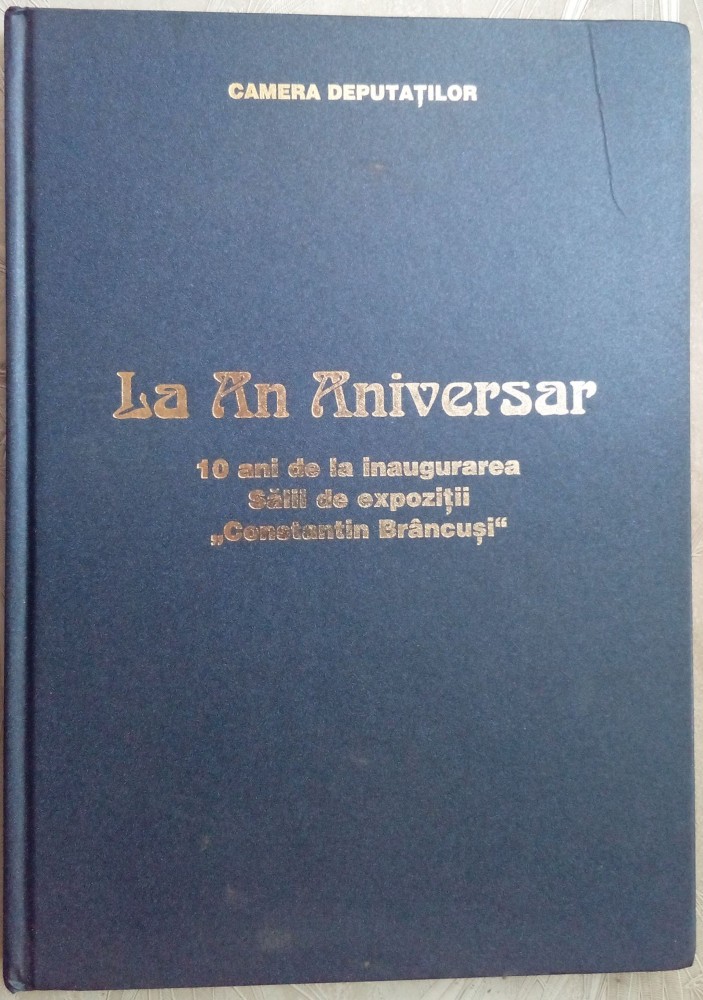 CAMERA DEPUTAȚILOR
La An Aniversar
10 ani de la inaugurarea
Sălii de expoziții
„Constantin Brâncuși“